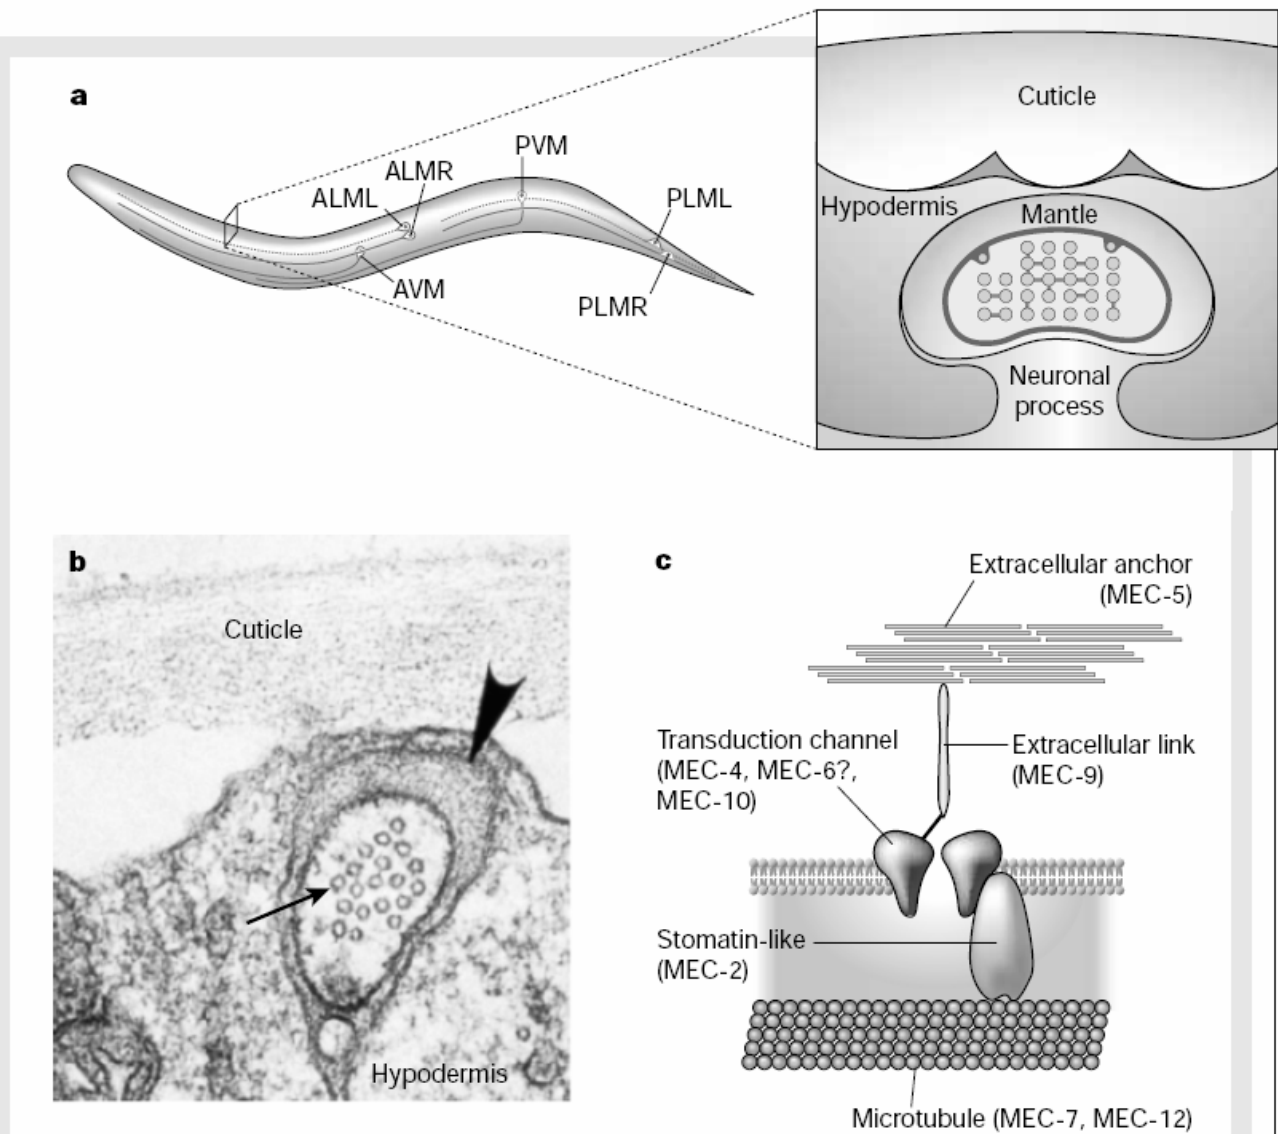 a
PVM
ALMR
ALML
PLML
AVM
PLMR
Cuticle
Hypodermis
Mantle
Neuronal
process
b
Cuticle
Hypodermis
c
Extracellular anchor
(MEC-5)
Transduction channel
(MEC-4, MEC-6?,
MEC-10)
Extracellular link
(MEC-9)
Stomatin-like
(MEC-2)
Microtubule (MEC-7, MEC-12)